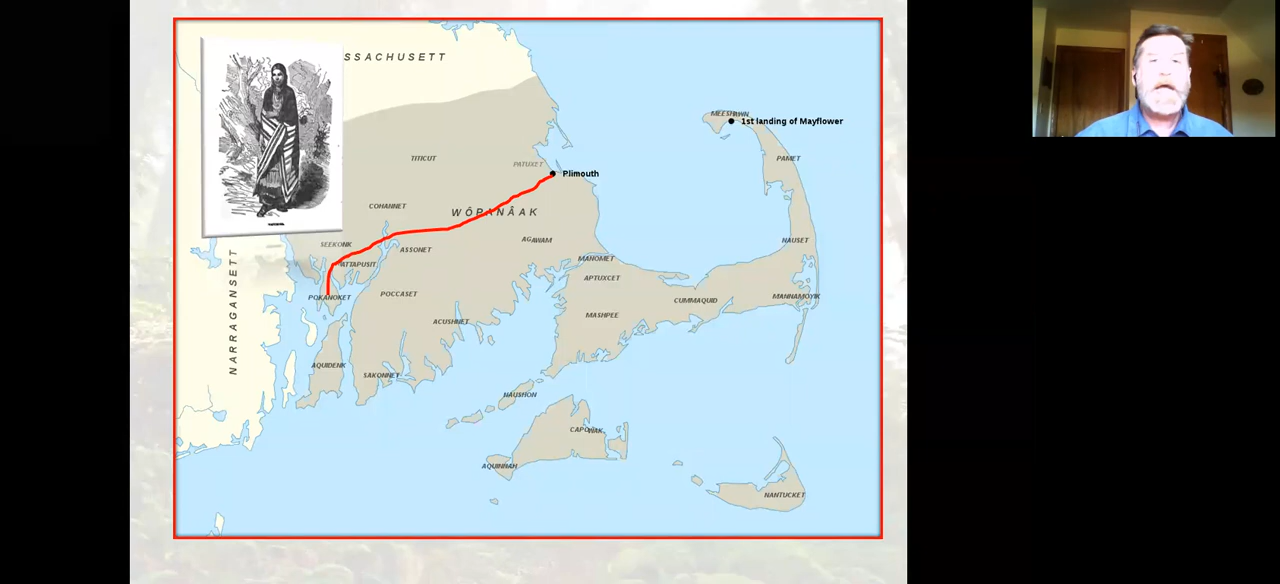 SSACHUSETT
MEESHAWN
1st landing of Mayflower
TITICUT
PATUXET
PAMET
Plimouth
COHANNET
WÔPANÂAK
SEEKONK
ASSONET
AGAWAM
NAUSET
MATTAPUSIT
MANOMET
APTUXCET
POKANOKET
POCCASET
CUMMAQUID
MANNAMOYIK
NARRAGANSETT
MASHPEE
ACUSHNET
AQUIDENK
SAKONNET
NAUSHON
AQUINNAH
NANTUCKET